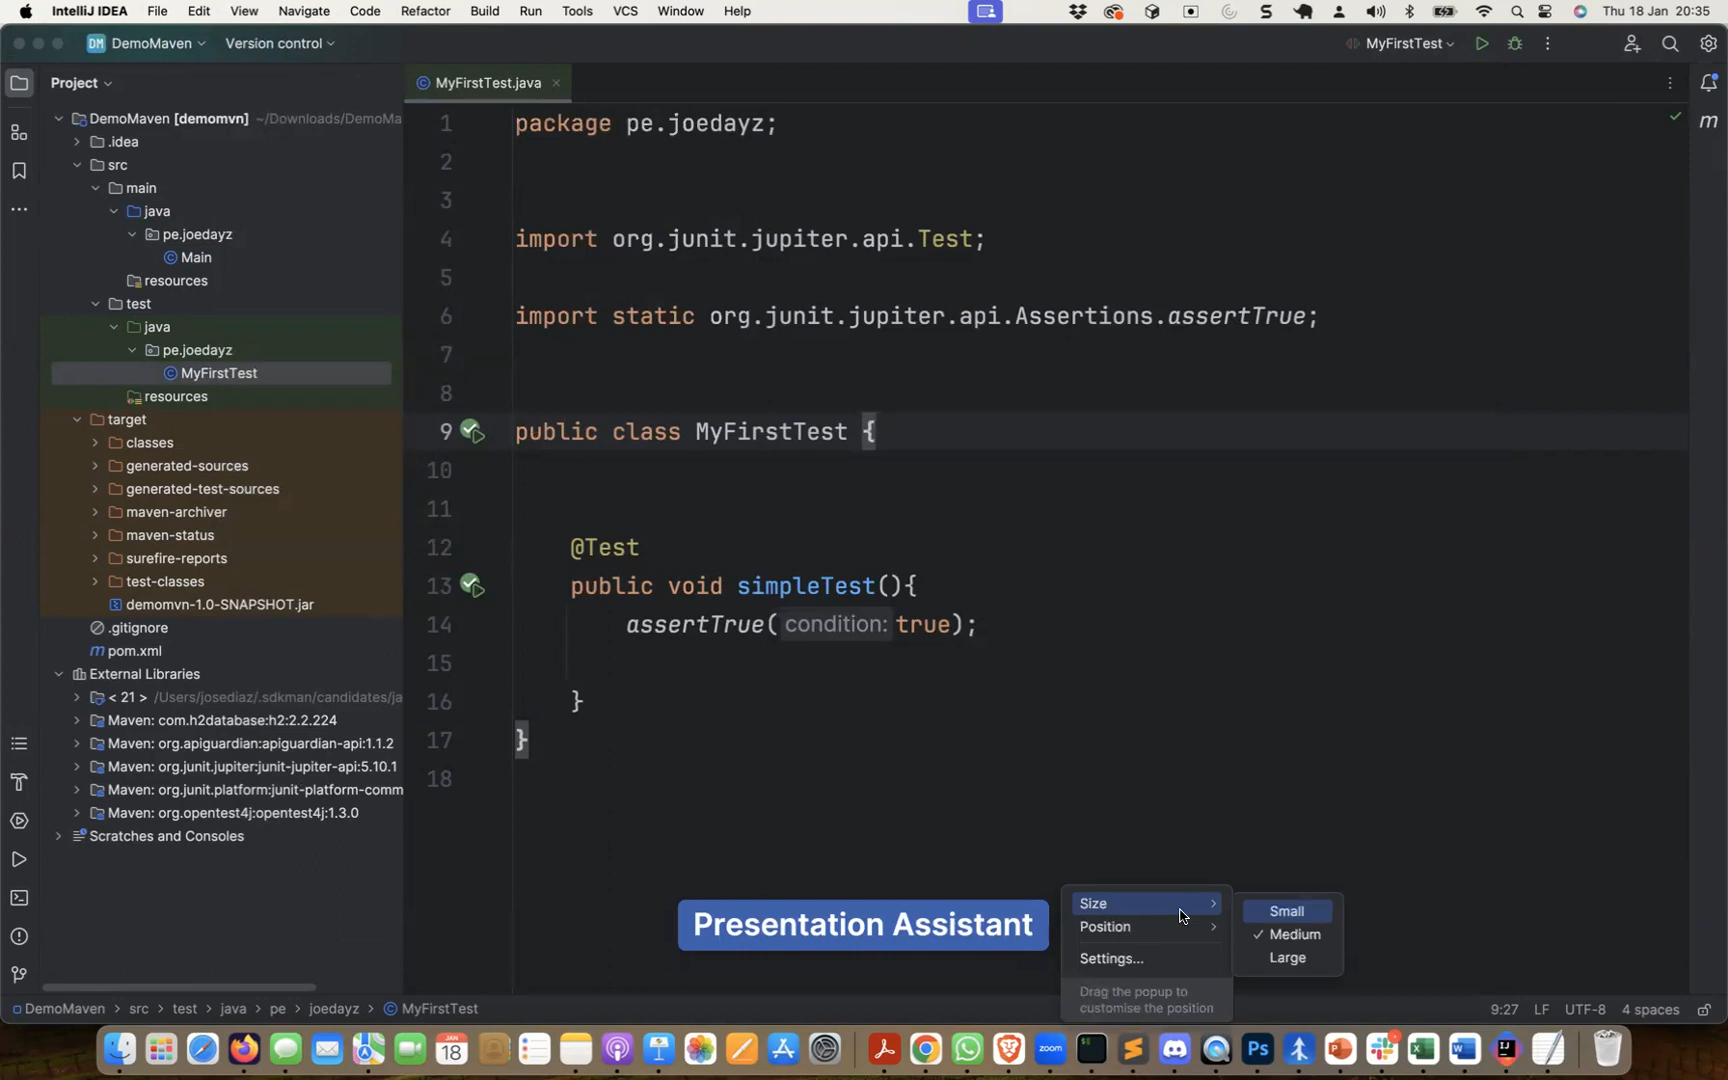 IntelliJ IDEA File Edit View Navigate Code Refactor Build Run Tools VCS Window Help Thu 18 Jan 20:35
DM DemoMaven Version control MyFirstTest
Project
DemoMaven [demomvn] ~/Downloads/DemoMa
.idea
src
main
java
pe.joedayz
Main
resources
test
java
pe.joedayz
MyFirstTest
resources
target
classes
generated-sources
generated-test-sources
maven-archiver
maven-status
surefire-reports
test-classes
demomvn-1.0-SNAPSHOT.jar
.gitignore
pom.xml
External Libraries
< 21 > /Users/josediaz/.sdkman/candidates/ja
Maven: com.h2database:h2:2.2.224
Maven: org.apiguardian:apiguardian-api:1.1.2
Maven: org.junit.jupiter:junit-jupiter-api:5.10.1
Maven: org.junit.platform:junit-platform-comm
Maven: org.opentest4j:opentest4j:1.3.0
Scratches and Consoles
MyFirstTest.java
1 package pe.joedayz;
2
3
4 import org.junit.jupiter.api.Test;
5
6 import static org.junit.jupiter.api.Assertions.assertTrue;
7
8
9 public class MyFirstTest {
10
11
12 @Test
13 public void simpleTest(){
14 assertTrue( condition: true);
15
16 }
17 }
18
Presentation Assistant
Size
Position
Settings...
Drag the popup to
customise the position
Small
Medium
Large
DemoMaven > src > test > java > pe > joedayz > MyFirstTest 9:27 LF UTF-8 4 spaces
JAN
18
zoom
Ps